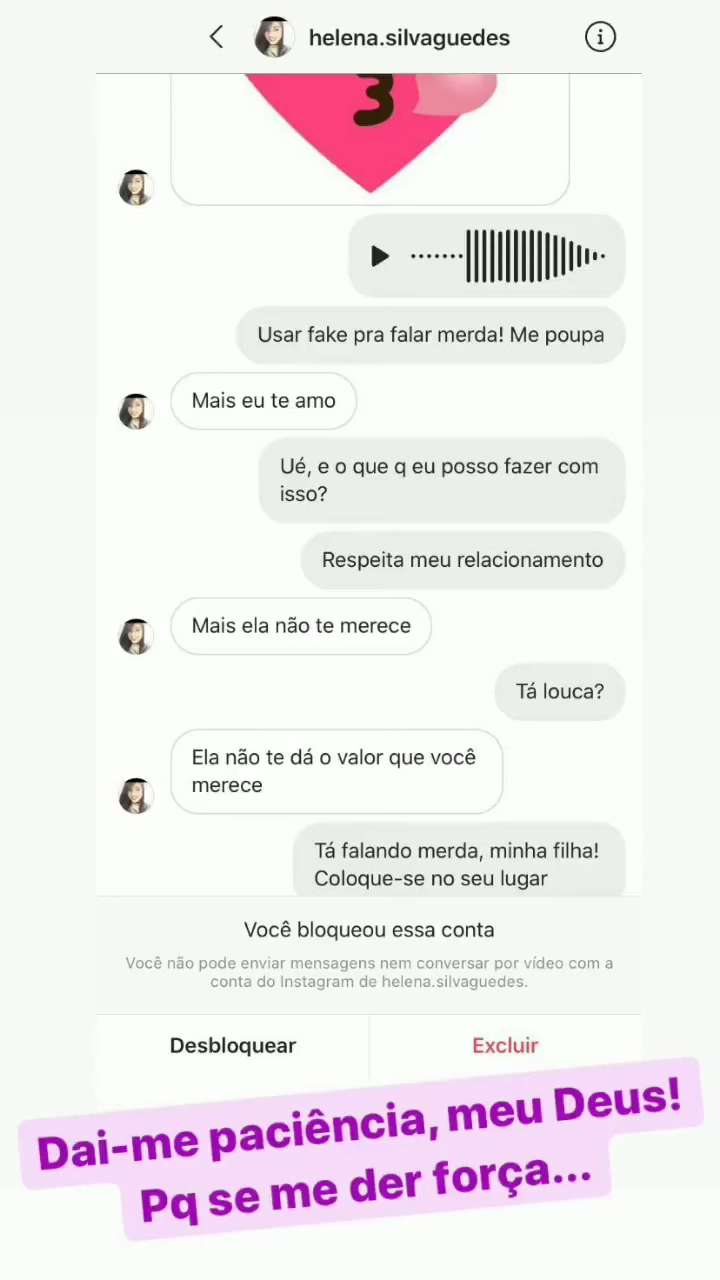 helena.silvaguedes
Usar fake pra falar merda! Me poupa
Mais eu te amo
Ué, e o que q eu posso fazer com
isso?
Respeita meu relacionamento
Mais ela não te merece
Tá louca?
Ela não te dá o valor que você
merece
Tá falando merda, minha filha!
Coloque-se no seu lugar
Você bloqueou essa conta
Você não pode enviar mensagens nem conversar por vídeo com a
conta do Instagram de helena.silvaguedes.
Desbloquear
Excluir
Dai-me paciência, meu Deus!
Pq se me der força...